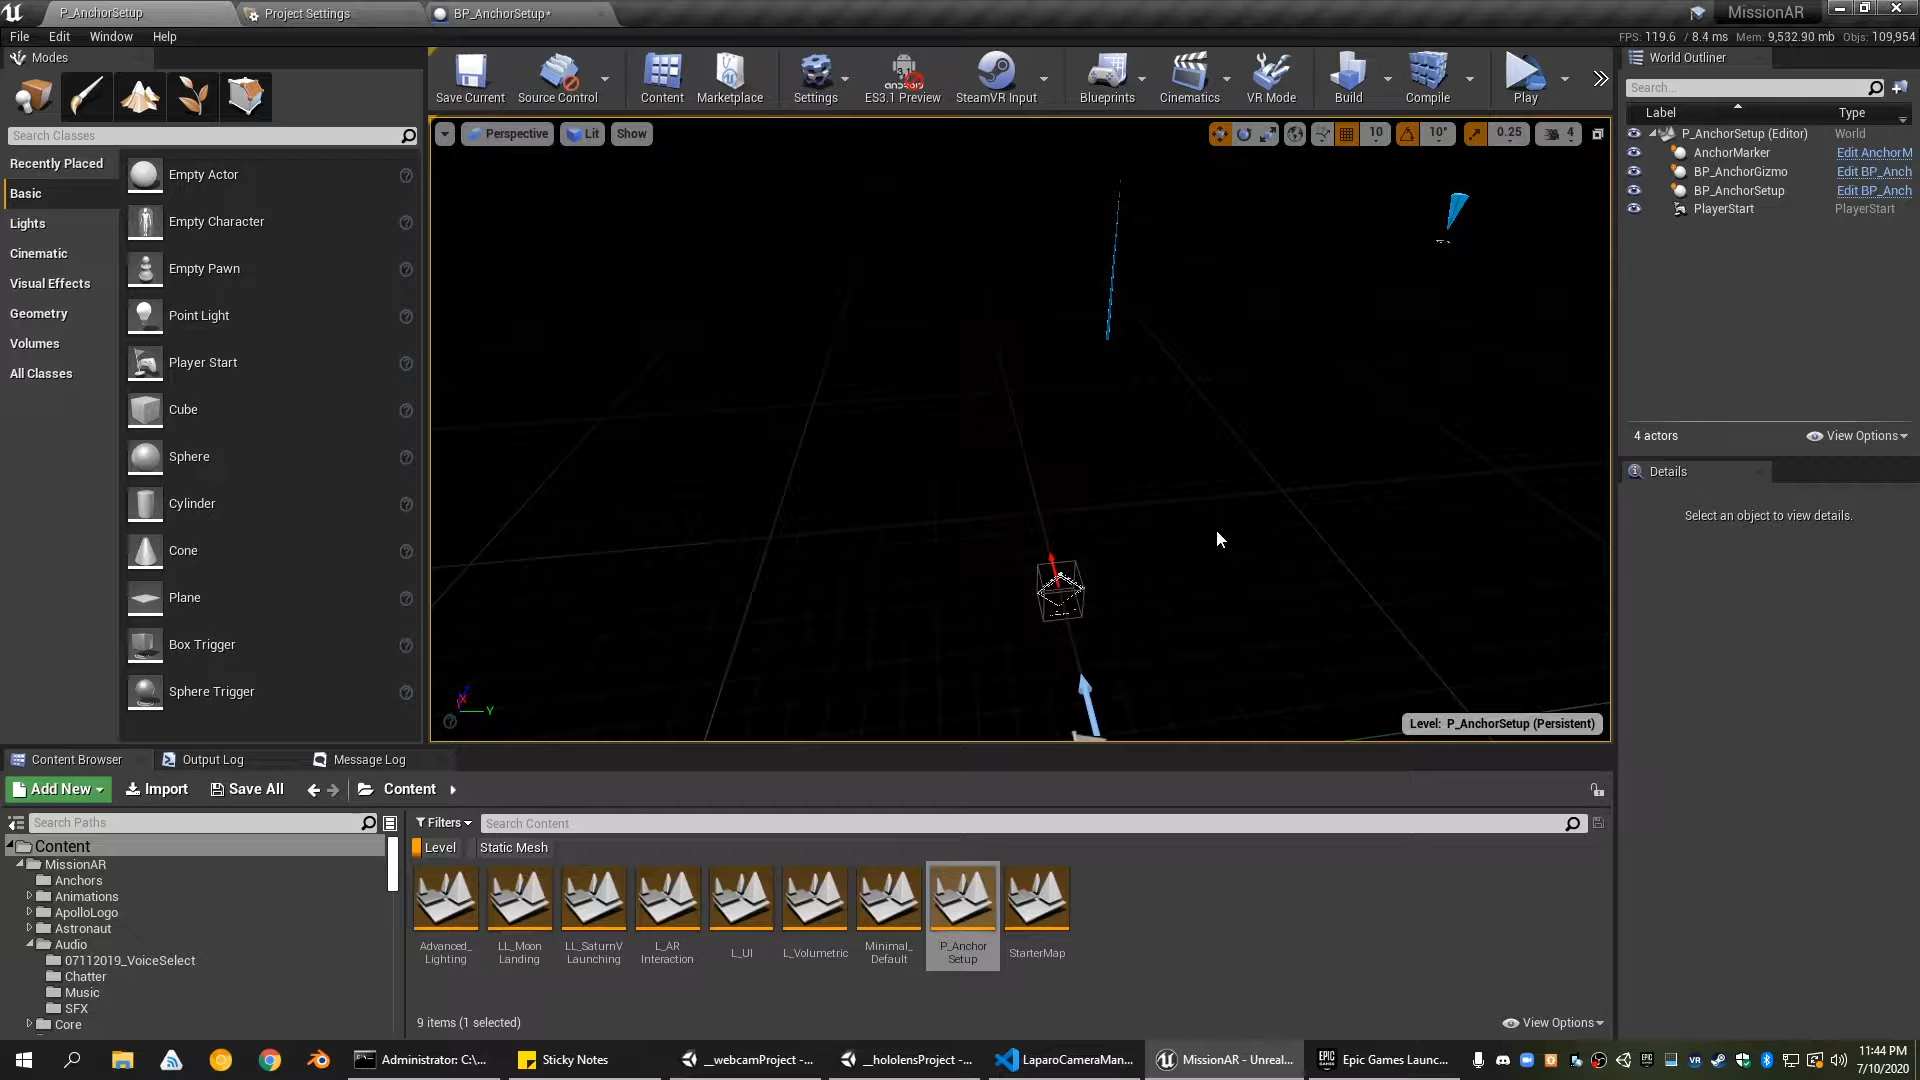 P_AnchorSetup
Project Settings
BP_AnchorSetup*
MissionAR
File
Edit
Window
Help
FPS: 119.6 / 8.4 ms
Mem: 9,532.90 mb
Objs: 109,954
Modes
Search Classes
Recently Placed
Basic
Lights
Cinematic
Visual Effects
Geometry
Volumes
All Classes
Empty Actor
Empty Character
Empty Pawn
Point Light
Player Start
Cube
Sphere
Cylinder
Cone
Plane
Box Trigger
Sphere Trigger
Save Current
Source Control
Content
Marketplace
Settings
ES3.1 Preview
SteamVR Input
Blueprints
Cinematics
VR Mode
Build
Compile
Play
Perspective
Lit
Show
10
10°
0.25
4
X
Y
Level: P_AnchorSetup (Persistent)
World Outliner
Search...
Label
Type
P_AnchorSetup (Editor)
World
AnchorMarker
Edit AnchorM
BP_AnchorGizmo
Edit BP_Anch
BP_AnchorSetup
Edit BP_Anch
PlayerStart
PlayerStart
4 actors
View Options
Details
Select an object to view details.
Content Browser
Output Log
Message Log
Add New
Import
Save All
Content
Search Paths
Filters
Search Content
Level
Static Mesh
Content
MissionAR
Anchors
Animations
ApolloLogo
Astronaut
Audio
07112019_VoiceSelect
Chatter
Music
SFX
Core
Advanced_
Lighting
LL_Moon
Landing
LL_SaturnV
Launching
L_AR
Interaction
L_UI
L_Volumetric
Minimal_
Default
P_Anchor
Setup
StarterMap
9 items (1 selected)
View Options
Administrator: C:\...
Sticky Notes
__webcamProject -...
__hololensProject -...
LaparoCameraMan...
MissionAR - Unreal...
Epic Games Launc...
11:44 PM
7/10/2020